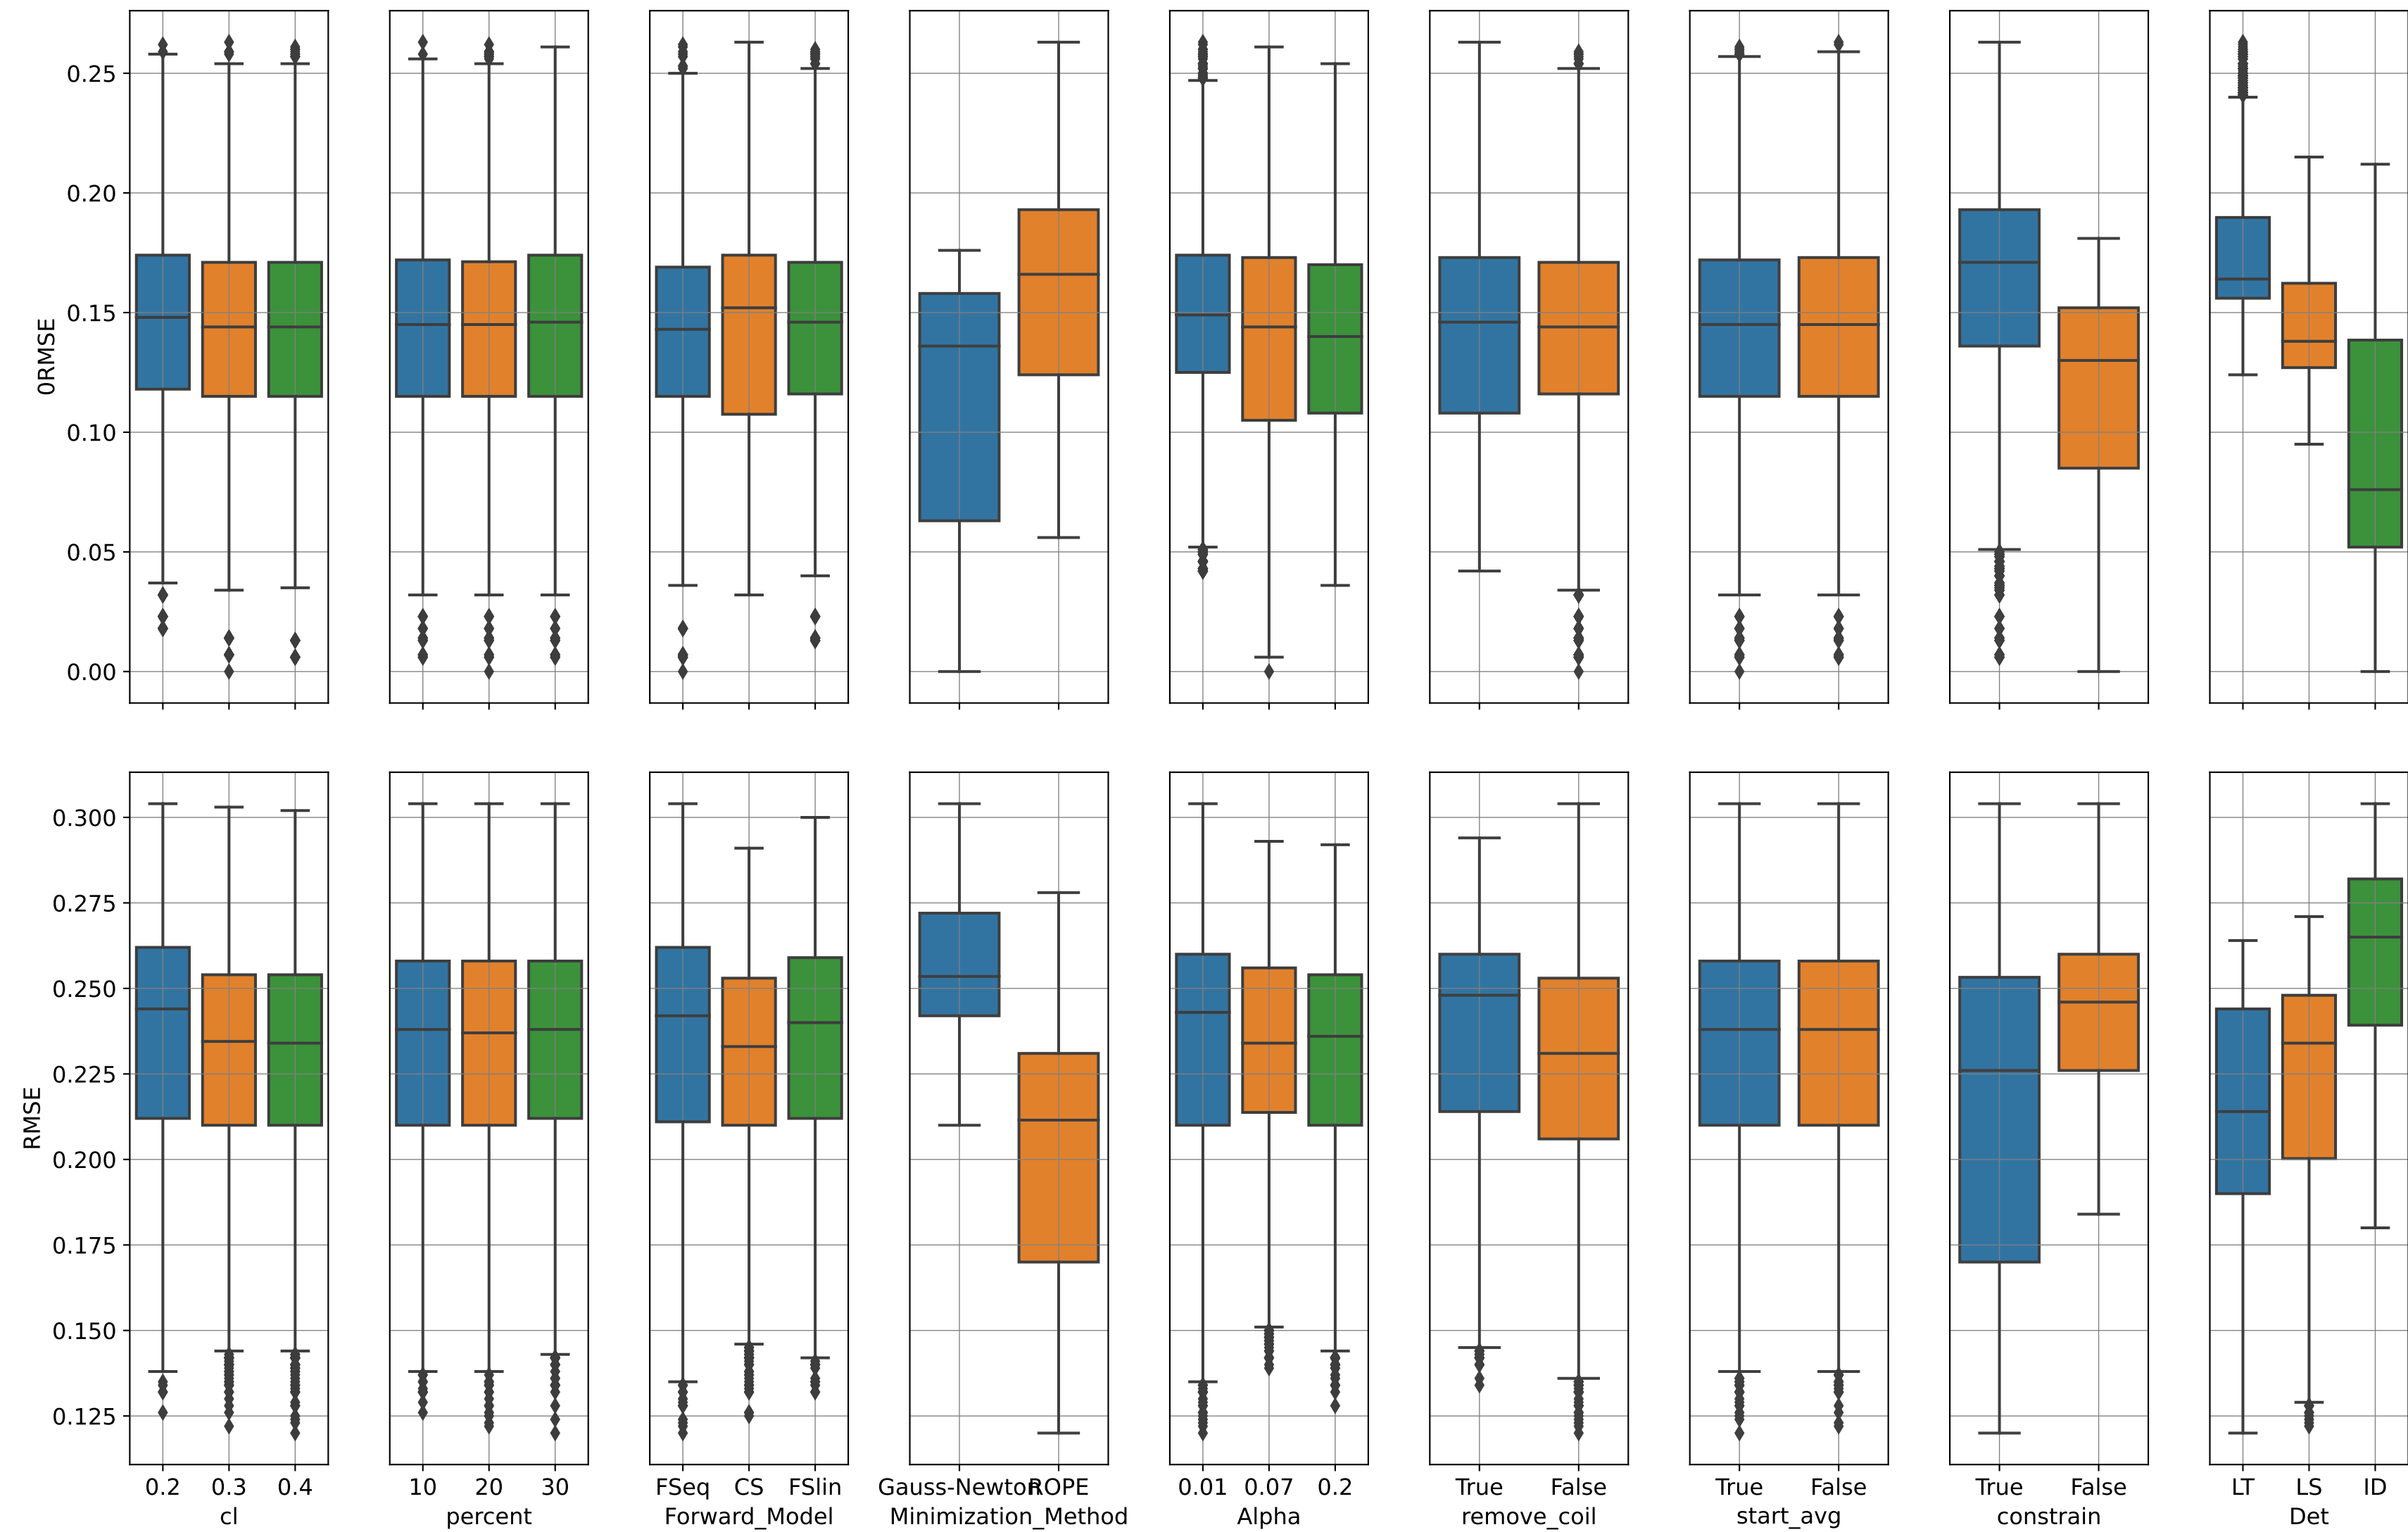 0.25
0.20
0.15
0.10
0.05
0.00
0RMSE
0.300
0.275
0.250
0.225
0.200
0.175
0.150
0.125
RMSE
0.2 0.3 0.4
cl
10 20 30
percent
FSeq CS FSlin
Forward_Model
Gauss-Newton ROPE
Minimization_Method
0.01 0.07 0.2
Alpha
True False
remove_coil
True False
start_avg
True False
constrain
LT LS ID
Det